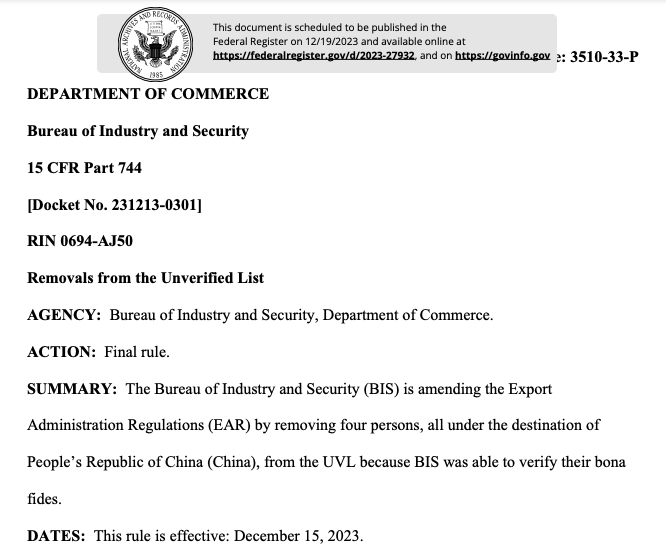 This document is scheduled to be published in the
Federal Register on 12/19/2023 and available online at
https://federalregister.gov/d/2023-27932, and on https://govinfo.gov
e: 3510-33-P
DEPARTMENT OF COMMERCE
Bureau of Industry and Security
15 CFR Part 744
[Docket No. 231213-0301]
RIN 0694-AJ50
Removals from the Unverified List
AGENCY: Bureau of Industry and Security, Department of Commerce.
ACTION: Final rule.
SUMMARY: The Bureau of Industry and Security (BIS) is amending the Export
Administration Regulations (EAR) by removing four persons, all under the destination of
People’s Republic of China (China), from the UVL because BIS was able to verify their bona
fides.
DATES: This rule is effective: December 15, 2023.
NATIONAL ARCHIVES AND RECORDS ADMINISTRATION
1985